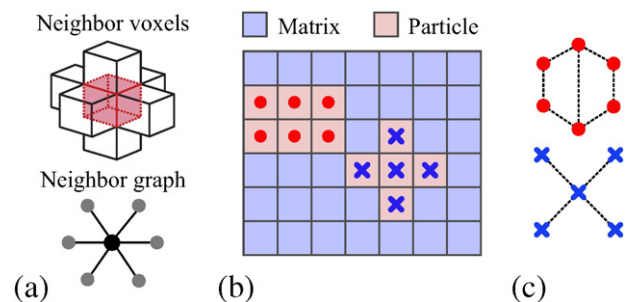 Neighbor voxels
Neighbor graph
(a)
Matrix
Particle
(b)
(c)